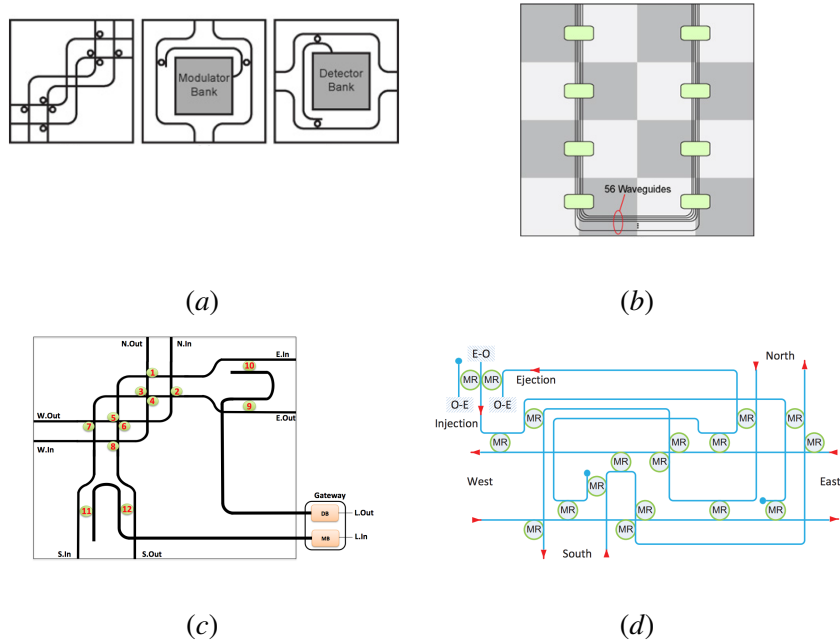 Modulator
Bank
Detector
Bank
56 Waveguides
(a)
(b)
N.Out
N.In
E.In
10
1
3
2
4
9
E.Out
W.Out
5
7
6
8
W.In
Gateway
11
12
DB
L.Out
MB
L.In
S.In
S.Out
E-O
North
MR
MR
Ejection
O-E
O-E
Injection
MR
MR
MR
MR
MR
MR
MR
MR
MR
West
East
MR
MR
MR
MR
MR
MR
MR
South
(c)
(d)